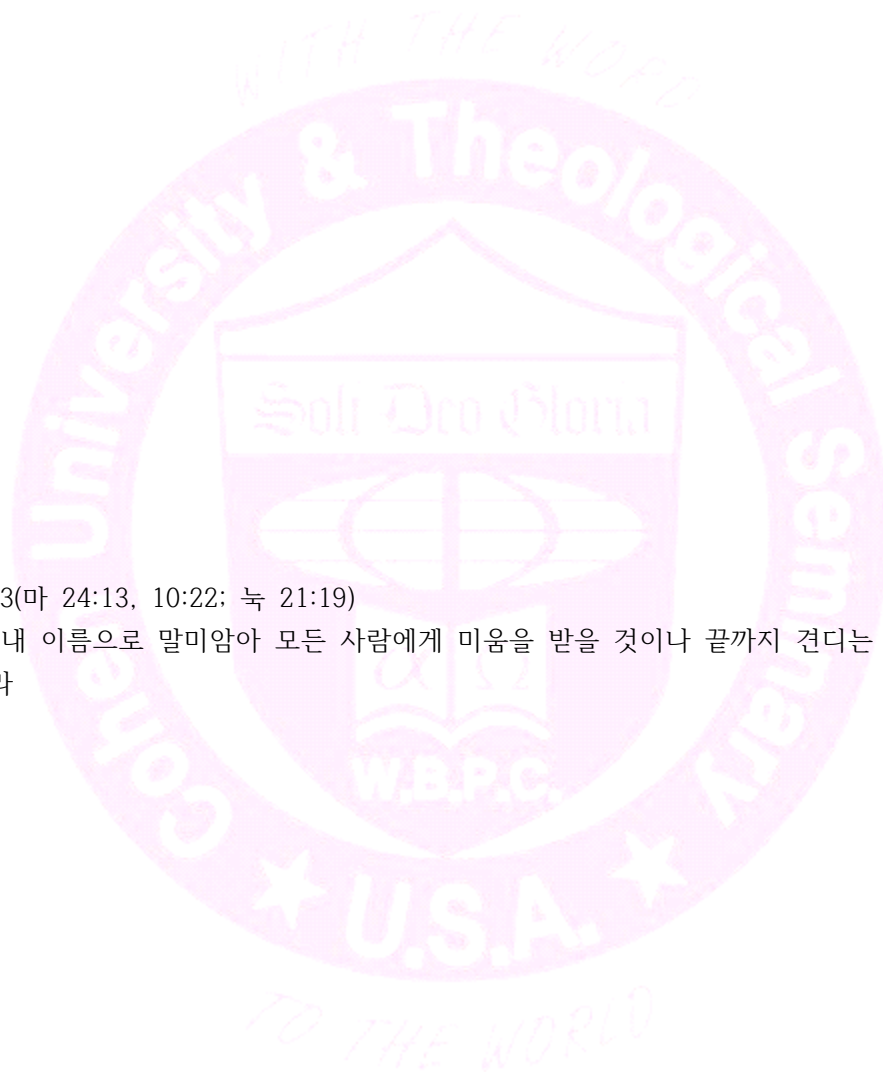 WITH THE WORD
Cohen University & Theological Seminary
Soli Deo Gloria
3(마 24:13, 10:22; 눅 21:19)
내 이름으로 말미암아 모든 사람에게 미움을 받을 것이나 끝까지 견디는
라
α Ω
W.B.P.C.
★ U.S.A. ★
TO THE WORLD